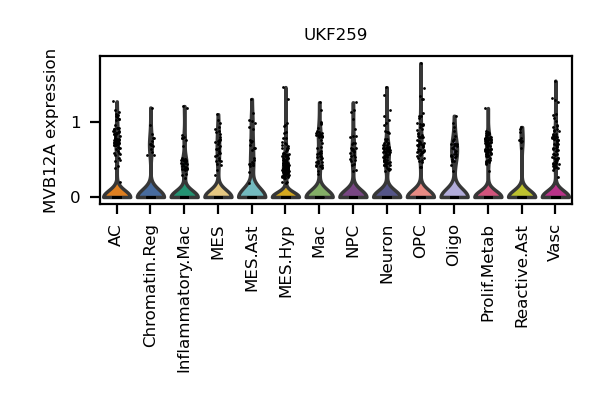 UKF259
MVB12A expression
1
0
AC
Chromatin.Reg
Inflammatory.Mac
MES
MES.Ast
MES.Hyp
Mac
NPC
Neuron
OPC
Oligo
Prolif.Metab
Reactive.Ast
Vasc